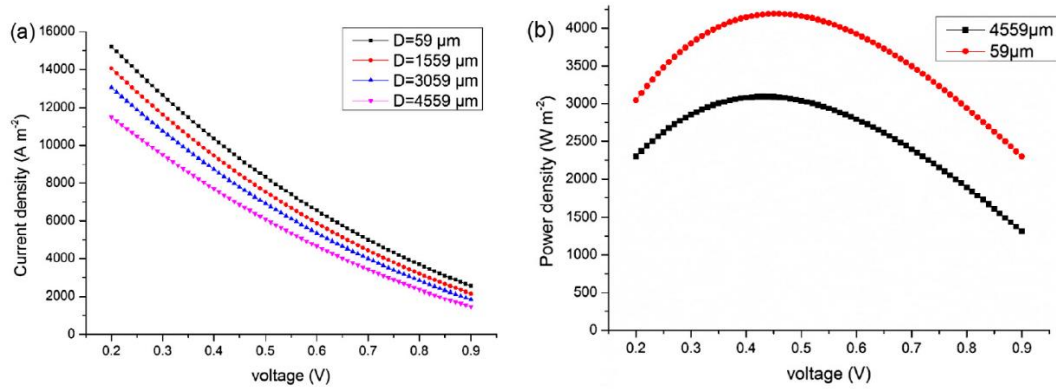 (a)
16000
14000
12000
10000
8000
6000
4000
2000
0
Current density (A m⁻²)
D=59 µm
D=1559 µm
D=3059 µm
D=4559 µm
0.2 0.3 0.4 0.5 0.6 0.7 0.8 0.9
voltage (V)
(b)
4000
3500
3000
2500
2000
1500
1000
500
0
Power density (W m⁻²)
4559µm
59µm
0.2 0.3 0.4 0.5 0.6 0.7 0.8 0.9
voltage (V)